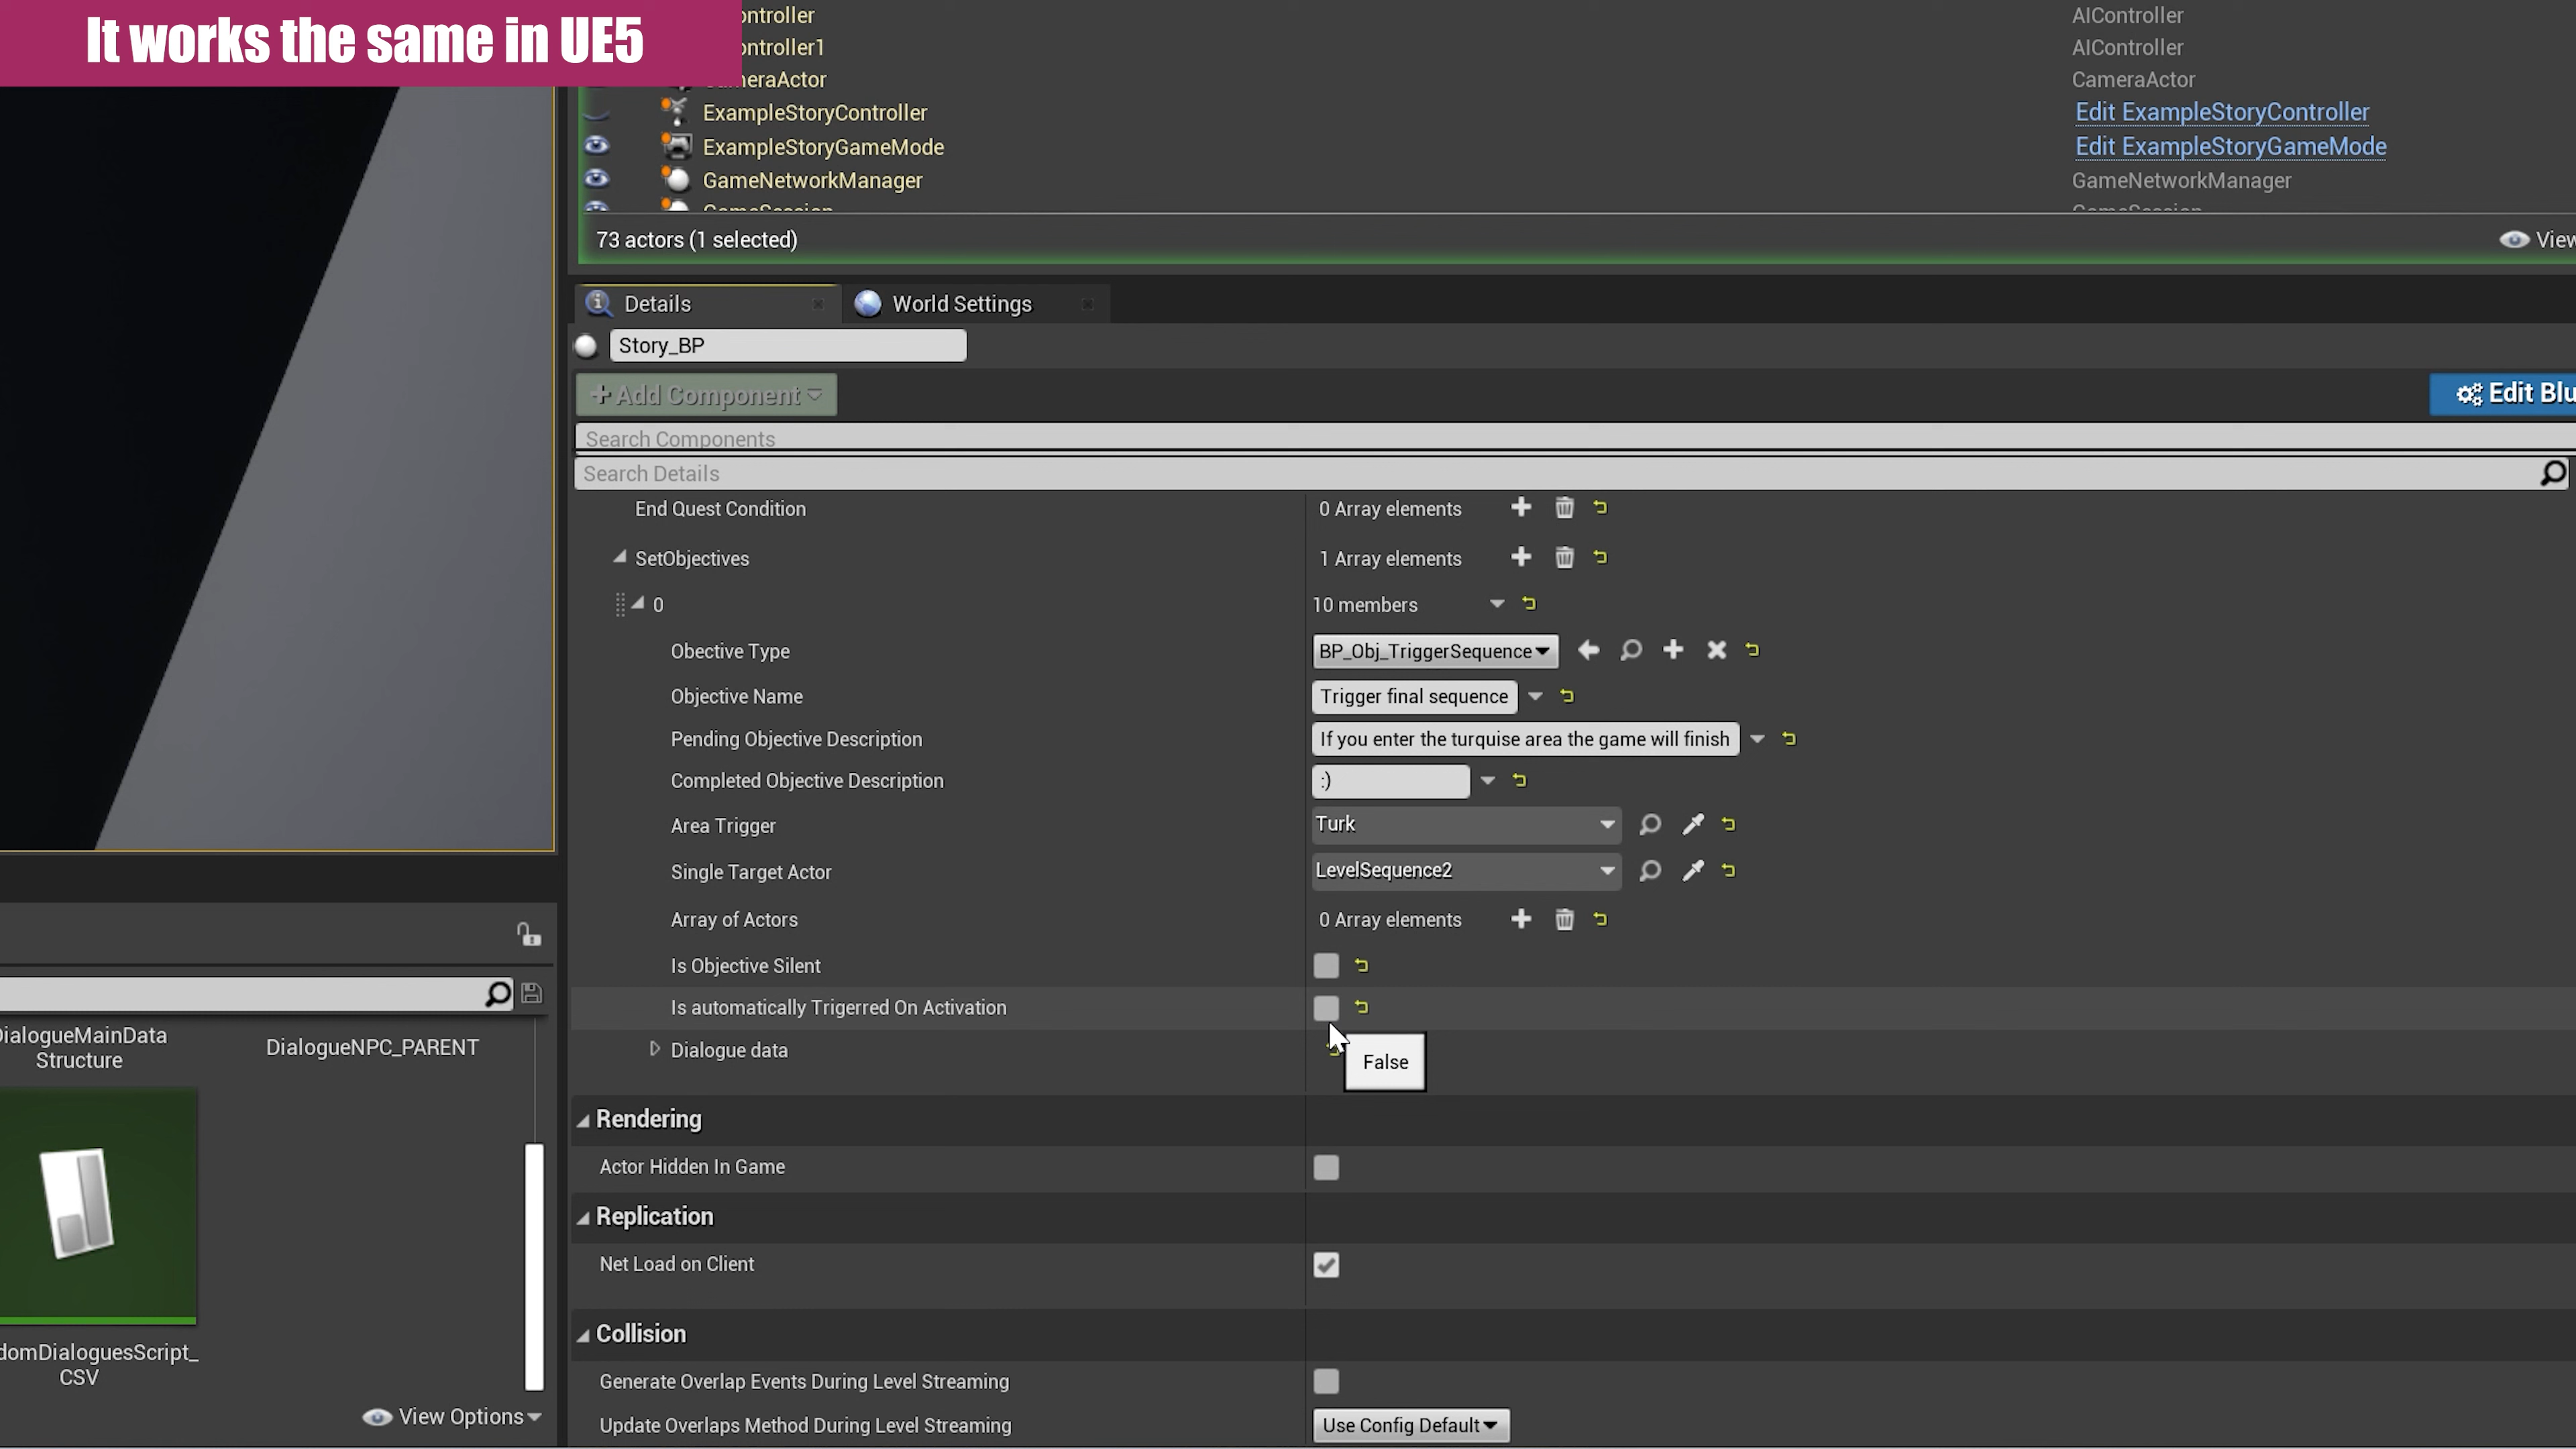 It works the same in UE5
ontroller AIController
ontroller1 AIController
eraActor CameraActor
ExampleStoryController Edit ExampleStoryController
ExampleStoryGameMode Edit ExampleStoryGameMode
GameNetworkManager GameNetworkManager
GameSession GameSession
73 actors (1 selected) View
Details World Settings
Story_BP
Add Component Edit Blu
Search Components
Search Details
End Quest Condition 0 Array elements
SetObjectives 1 Array elements
0 10 members
Obective Type BP_Obj_TriggerSequence
Objective Name Trigger final sequence
Pending Objective Description If you enter the turquise area the game will finish
Completed Objective Description :)
Area Trigger Turk
Single Target Actor LevelSequence2
Array of Actors 0 Array elements
Is Objective Silent
Is automatically Trigerred On Activation
Dialogue data
False
Rendering
Actor Hidden In Game
Replication
Net Load on Client
Collision
Generate Overlap Events During Level Streaming
Update Overlaps Method During Level Streaming Use Config Default
DialogueMainData
Structure
DialogueNPC_PARENT
domDialoguesScript_
CSV
View Options